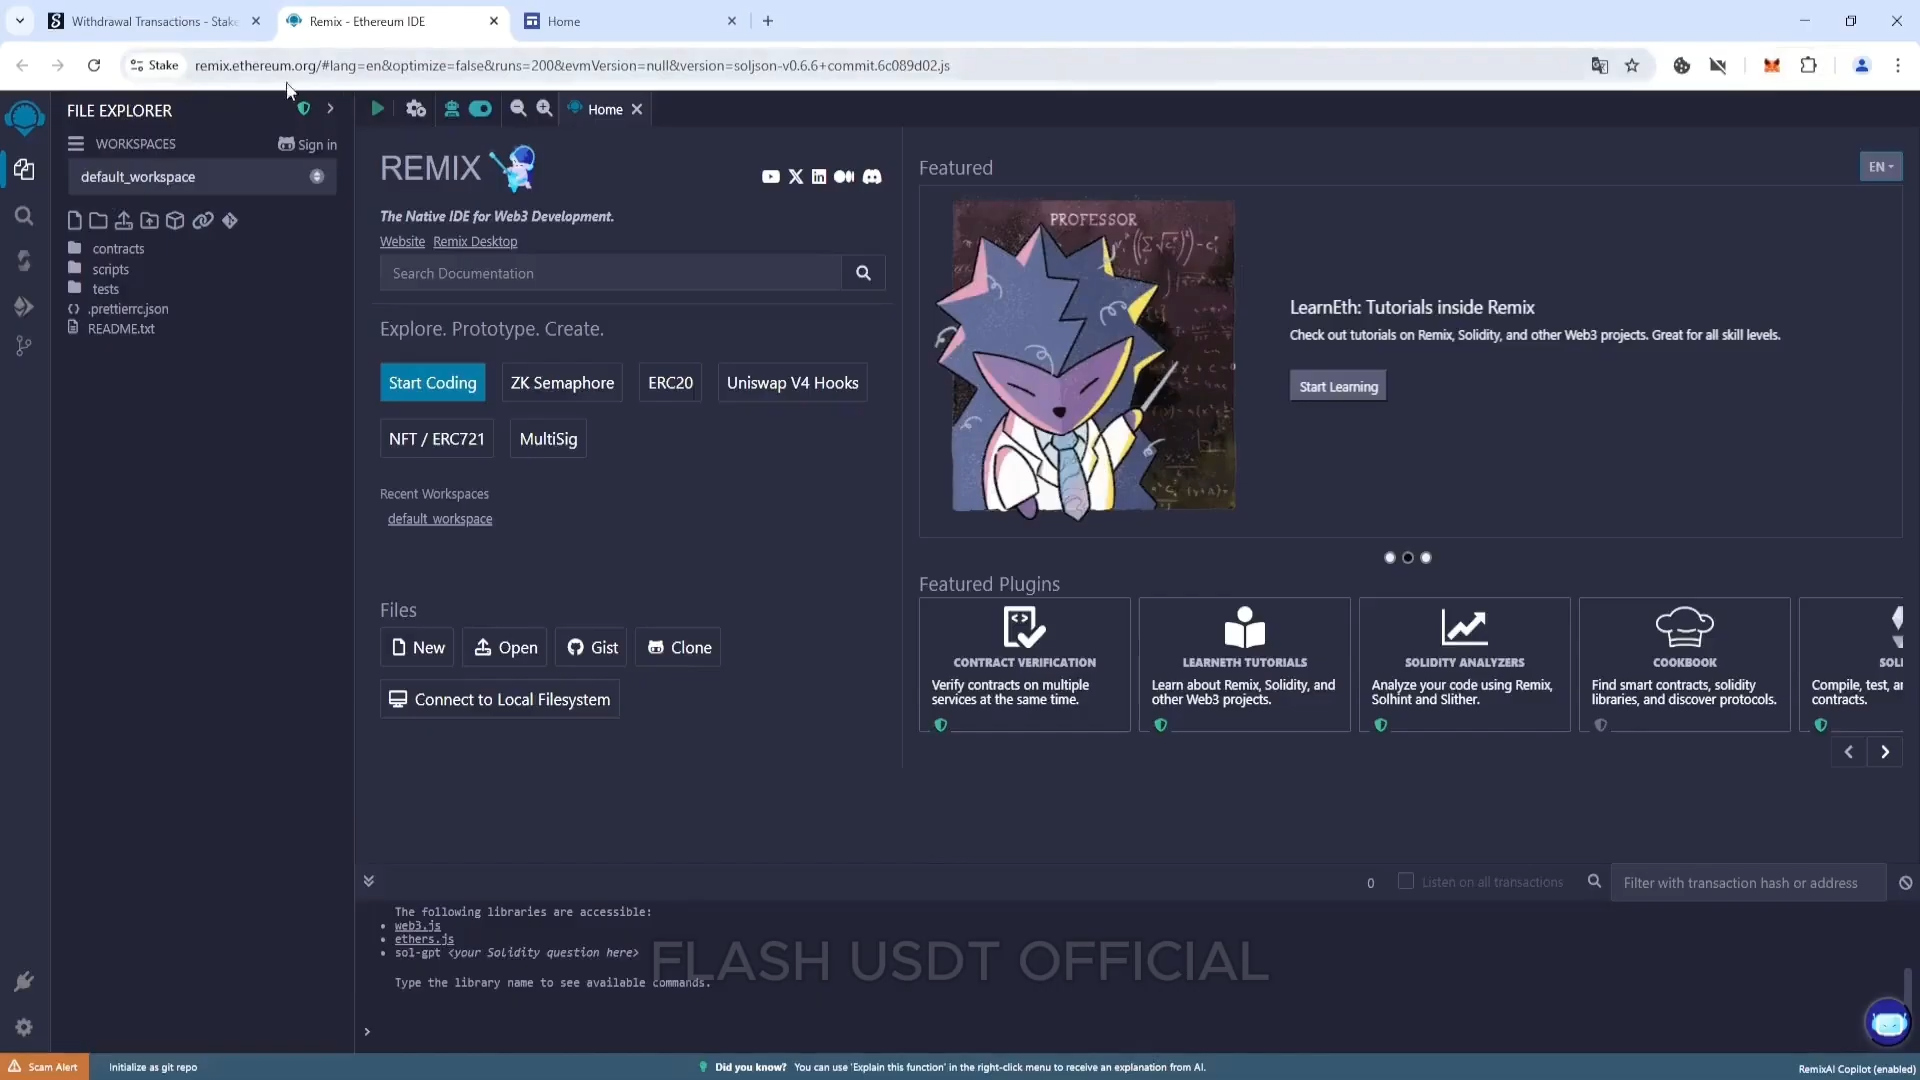 Withdrawal Transactions - Stake
Remix - Ethereum IDE
Home
Stake
remix.ethereum.org/#lang=en&optimize=false&runs=200&evmVersion=null&version=soljson-v0.6.6+commit.6c089d02.js
FILE EXPLORER
Home
WORKSPACES
Sign in
default_workspace
contracts
scripts
tests
.prettierrc.json
README.txt
REMIX
The Native IDE for Web3 Development.
Website Remix Desktop
Search Documentation
Explore. Prototype. Create.
Start Coding
ZK Semaphore
ERC20
Uniswap V4 Hooks
NFT / ERC721
MultiSig
Recent Workspaces
default_workspace
Files
New
Open
Gist
Clone
Connect to Local Filesystem
Featured
EN
PROFESSOR
LearnEth: Tutorials inside Remix
Check out tutorials on Remix, Solidity, and other Web3 projects. Great for all skill levels.
Start Learning
Featured Plugins
CONTRACT VERIFICATION
Verify contracts on multiple
services at the same time.
LEARNETH TUTORIALS
Learn about Remix, Solidity, and
other Web3 projects.
SOLIDITY ANALYZERS
Analyze your code using Remix,
Solhint and Slither.
COOKBOOK
Find smart contracts, solidity
libraries, and discover protocols.
SOLI
Compile, test, a
contracts.
0
Listen on all transactions
Filter with transaction hash or address
The following libraries are accessible:
web3.js
ethers.js
sol-gpt <your Solidity question here>
Type the library name to see available commands.
>
FLASH USDT OFFICIAL
Scam Alert
Initialize as git repo
Did you know? You can use 'Explain this function' in the right-click menu to receive an explanation from AI.
RemixAI Copilot (enabled)